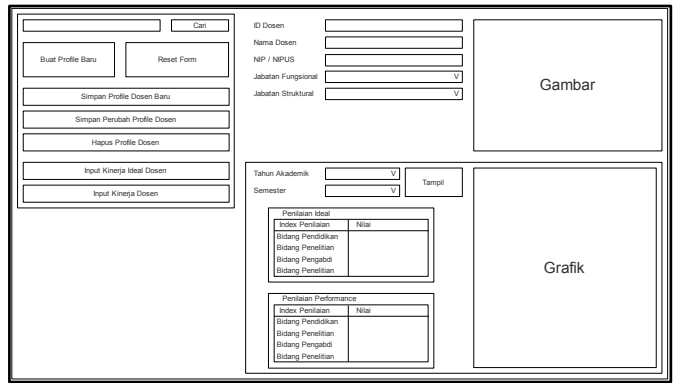 Cari
Buat Profile Baru
Reset Form
Simpan Profile Dosen Baru
Simpan Perubah Profile Dosen
Hapus Profile Dosen
Input Kinerja Ideal Dosen
Input Kinerja Dosen
ID Dosen
Nama Dosen
NIP / NIPUS
Jabatan Fungsional V
Jabatan Struktural V
Gambar
Tahun Akademik V
Semester V
Tampil
Penilaian Ideal
Index Penilaian Nilai
Bidang Pendidikan
Bidang Penelitian
Bidang Pengabdi
Bidang Penelitian
Penilaian Performance
Index Penilaian Nilai
Bidang Pendidikan
Bidang Penelitian
Bidang Pengabdi
Bidang Penelitian
Grafik